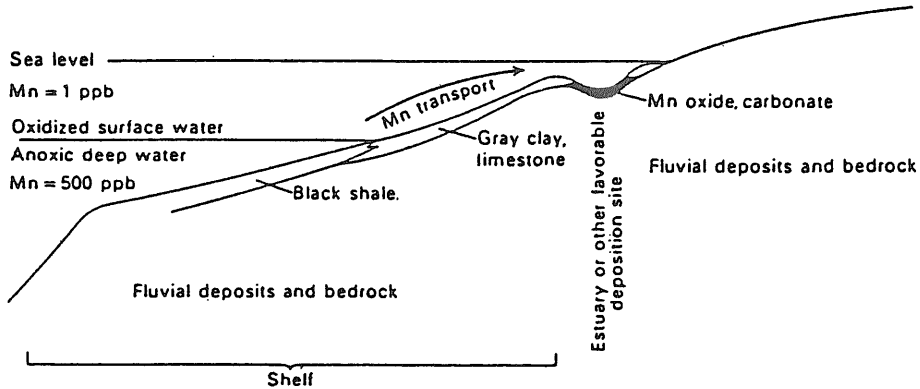 Sea level
Mn = 1 ppb
Oxidized surface water
Anoxic deep water
Mn = 500 ppb
Mn transport
Gray clay,
limestone
Black shale.
Mn oxide, carbonate
Fluvial deposits and bedrock
Estuary or other favorable
deposition site
Fluvial deposits and bedrock
Shelf